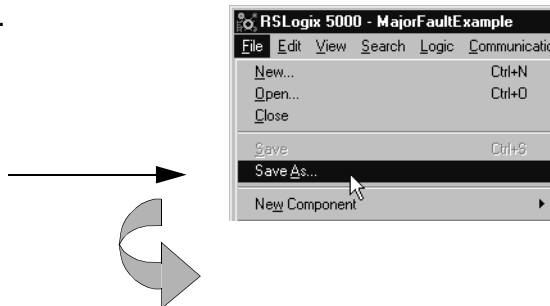 .
RSLogix 5000 - MajorFaultExample
File Edit View Search Logic Communicatio
New... Ctrl+N
Open... Ctrl+O
Close
Save Ctrl+S
Save As...
New Component